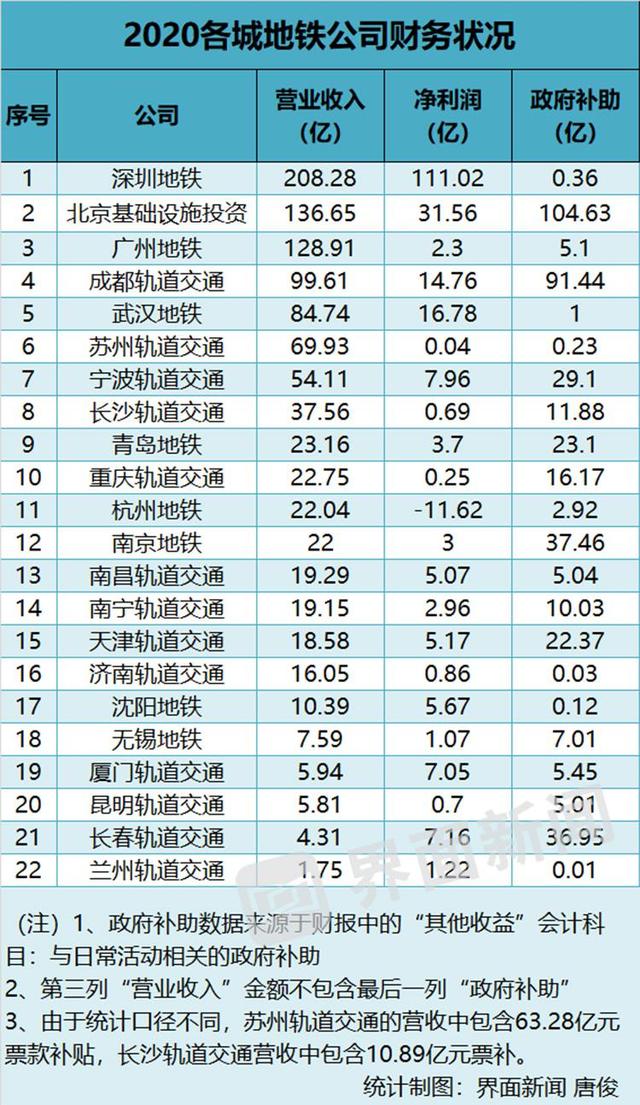 2020各城地铁公司财务状况
序号 公司 营业收入（亿） 净利润（亿） 政府补助（亿）
1 深圳地铁 208.28 111.02 0.36
2 北京基础设施投资 136.65 31.56 104.63
3 广州地铁 128.91 2.3 5.1
4 成都轨道交通 99.61 14.76 91.44
5 武汉地铁 84.74 16.78 1
6 苏州轨道交通 69.93 0.04 0.23
7 宁波轨道交通 54.11 7.96 29.1
8 长沙轨道交通 37.56 0.69 11.88
9 青岛地铁 23.16 3.7 23.1
10 重庆轨道交通 22.75 0.25 16.17
11 杭州地铁 22.04 -11.62 2.92
12 南京地铁 22 3 37.46
13 南昌轨道交通 19.29 5.07 5.04
14 南宁轨道交通 19.15 2.96 10.03
15 天津轨道交通 18.58 5.17 22.37
16 济南轨道交通 16.05 0.86 0.03
17 沈阳地铁 10.39 5.67 0.12
18 无锡地铁 7.59 1.07 7.01
19 厦门轨道交通 5.94 7.05 5.45
20 昆明轨道交通 5.81 0.7 5.01
21 长春轨道交通 4.31 7.16 36.95
22 兰州轨道交通 1.75 1.22 0.01
界面新闻
（注）1、政府补助数据来源于财报中的“其他收益”会计科
目：与日常活动相关的政府补助
2、第三列“营业收入”金额不包含最后一列“政府补助”
3、由于统计口径不同，苏州轨道交通的营收中包含63.28亿元
票款补贴，长沙轨道交通营收中包含10.89亿元票补。
统计制图：界面新闻 唐俊